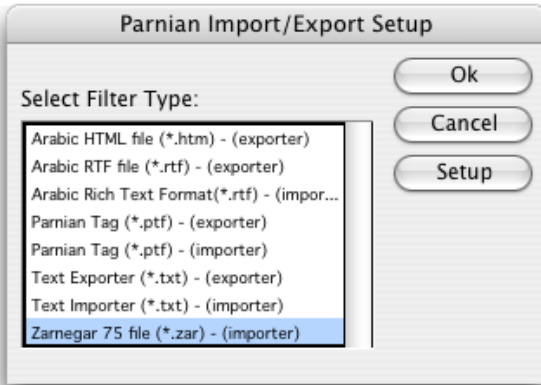 Parnian Import/Export Setup
Select Filter Type:
Arabic HTML file (*.htm) - (exporter)
Arabic RTF file (*.rtf) - (exporter)
Arabic Rich Text Format(*.rtf) - (impor...
Parnian Tag (*.ptf) - (exporter)
Parnian Tag (*.ptf) - (importer)
Text Exporter (*.txt) - (exporter)
Text Importer (*.txt) - (importer)
Zarnegar 75 file (*.zar) - (importer)
Ok
Cancel
Setup